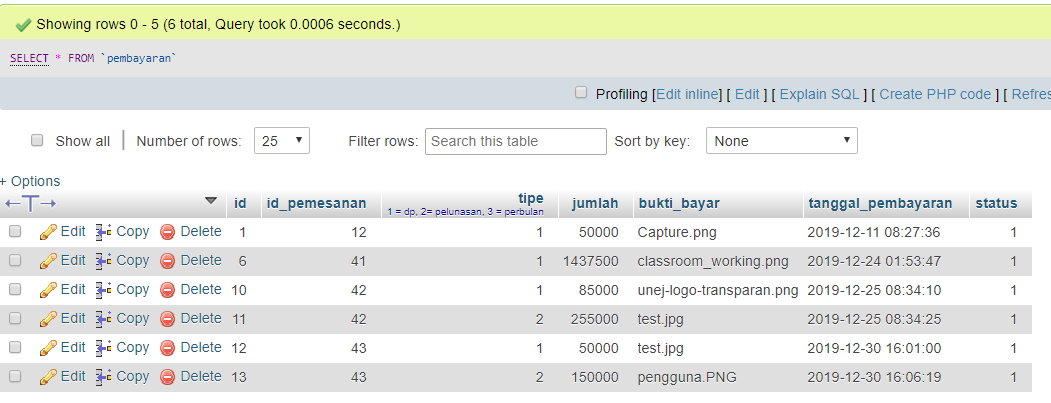 Showing rows 0 - 5 (6 total, Query took 0.0006 seconds.)
SELECT * FROM `pembayaran`
Profiling [Edit inline] [ Edit ] [ Explain SQL ] [ Create PHP code ] [ Refres
Show all | Number of rows: 25 Filter rows: Search this table Sort by key: None
+ Options
←T→ id id_pemesanan tipe jumlah bukti_bayar tanggal_pembayaran status
1 = dp, 2= pelunasan, 3 = perbulan
Edit Copy Delete 1 12 1 50000 Capture.png 2019-12-11 08:27:36 1
Edit Copy Delete 6 41 1 1437500 classroom_working.png 2019-12-24 01:53:47 1
Edit Copy Delete 10 42 1 85000 unej-logo-transparan.png 2019-12-25 08:34:10 1
Edit Copy Delete 11 42 2 255000 test.jpg 2019-12-25 08:34:25 1
Edit Copy Delete 12 43 1 50000 test.jpg 2019-12-30 16:01:00 1
Edit Copy Delete 13 43 2 150000 pengguna.PNG 2019-12-30 16:06:19 1